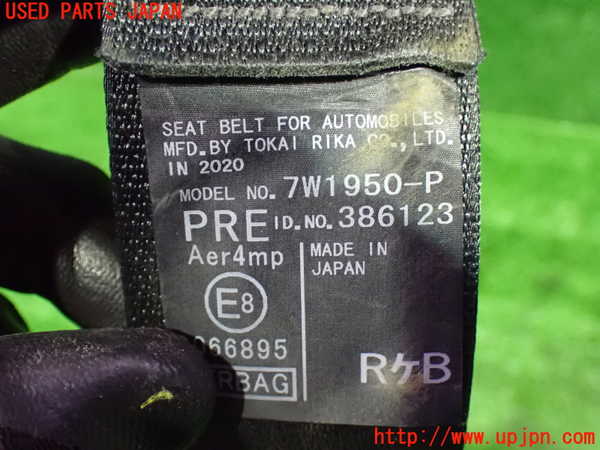 USED PARTS JAPAN
SEAT BELT FOR AUTOMOBILES
MFD.BY TOKAI RIKA CO.,LTD.
IN 2020
MODEL NO. 7W1950-P
PRE ID.NO. 386123
Aer4mp
MADE IN
JAPAN
E8
066895
RケB
http://www.upjpn.com/